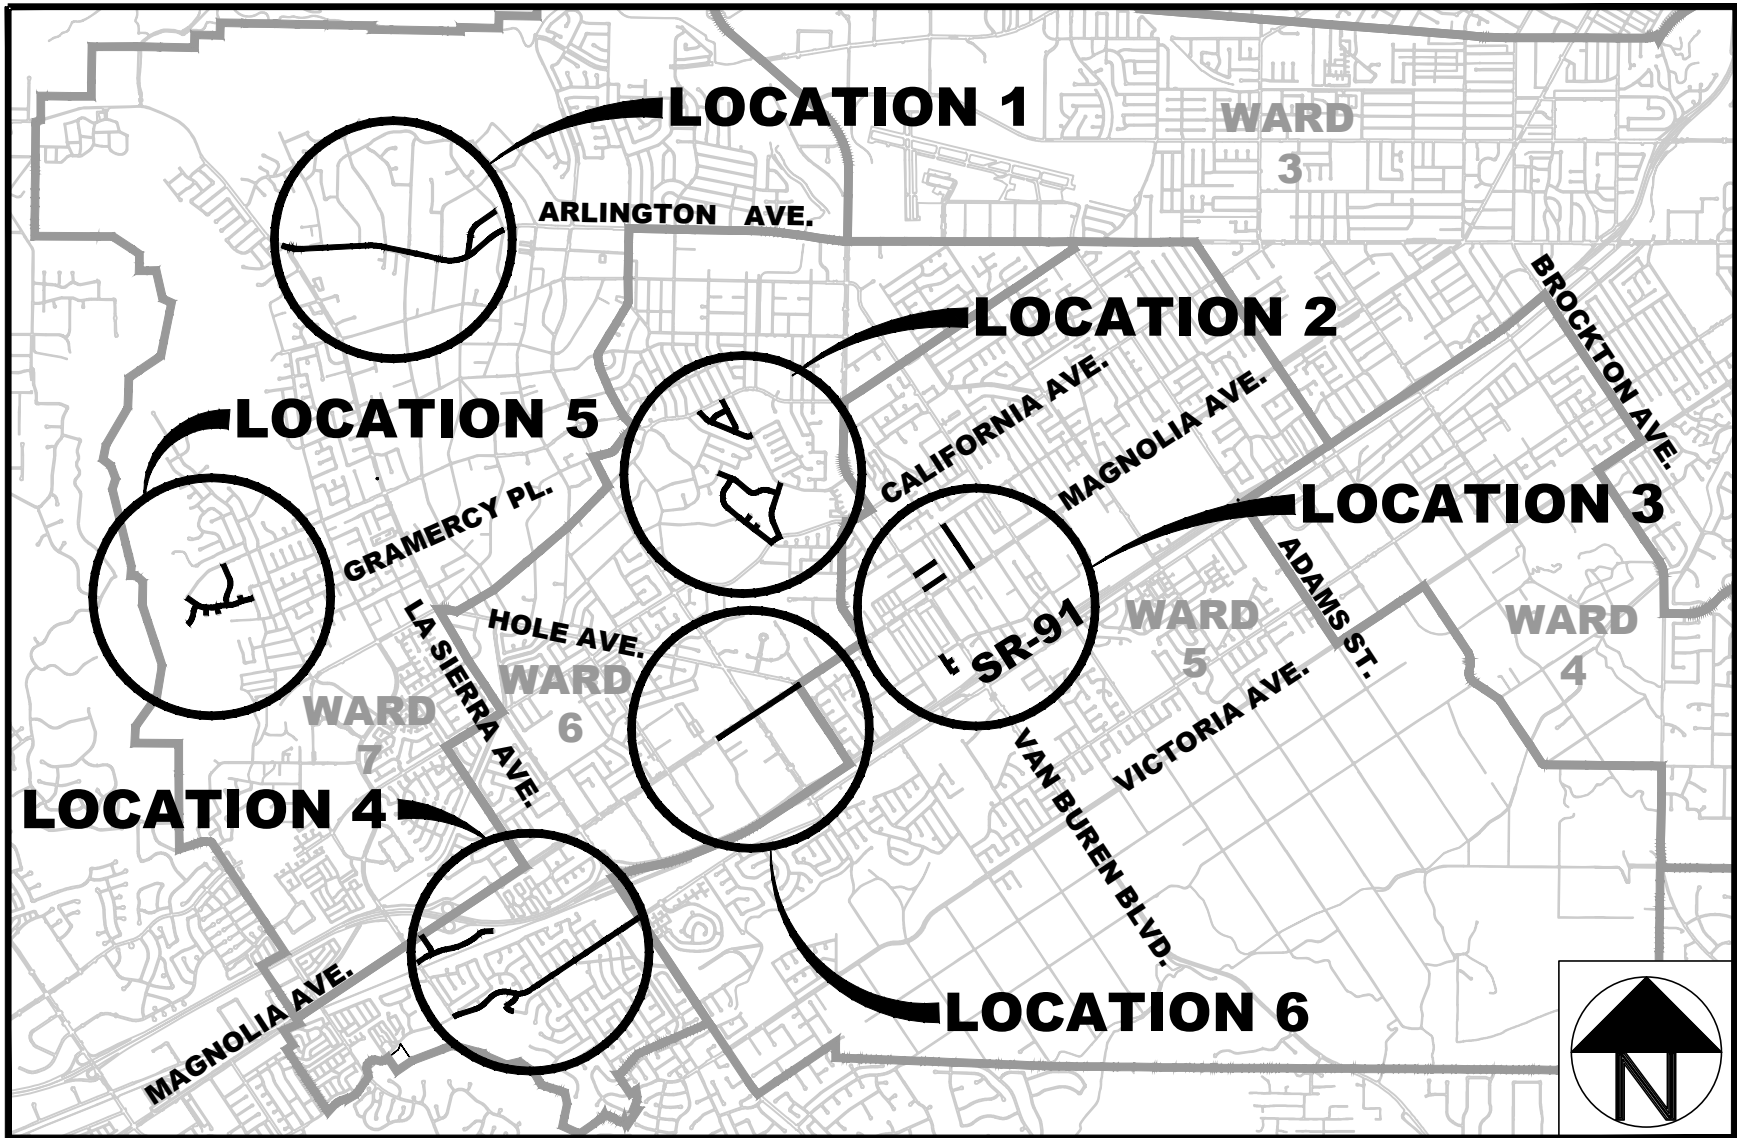 LOCATION 1
WARD
3
ARLINGTON AVE.
BROCKTON AVE.
LOCATION 2
CALIFORNIA AVE.
MAGNOLIA AVE.
LOCATION 5
GRAMERCY PL.
LOCATION 3
ADAMS ST.
LA SIERRA AVE.
HOLE AVE.
SR-91
WARD
5
WARD
4
WARD
6
WARD
7
VICTORIA AVE.
VAN BUREN BLVD.
LOCATION 4
MAGNOLIA AVE.
LOCATION 6
N